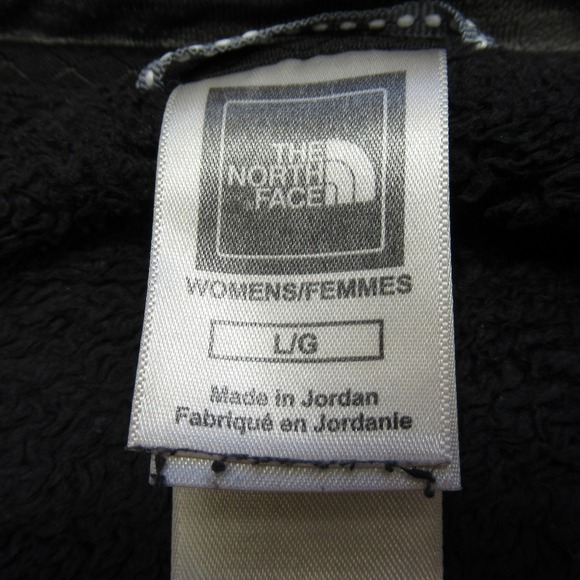 THE
NORTH
FACE
WOMENS/FEMMES
L/G
Made in Jordan
Fabriqué en Jordanie